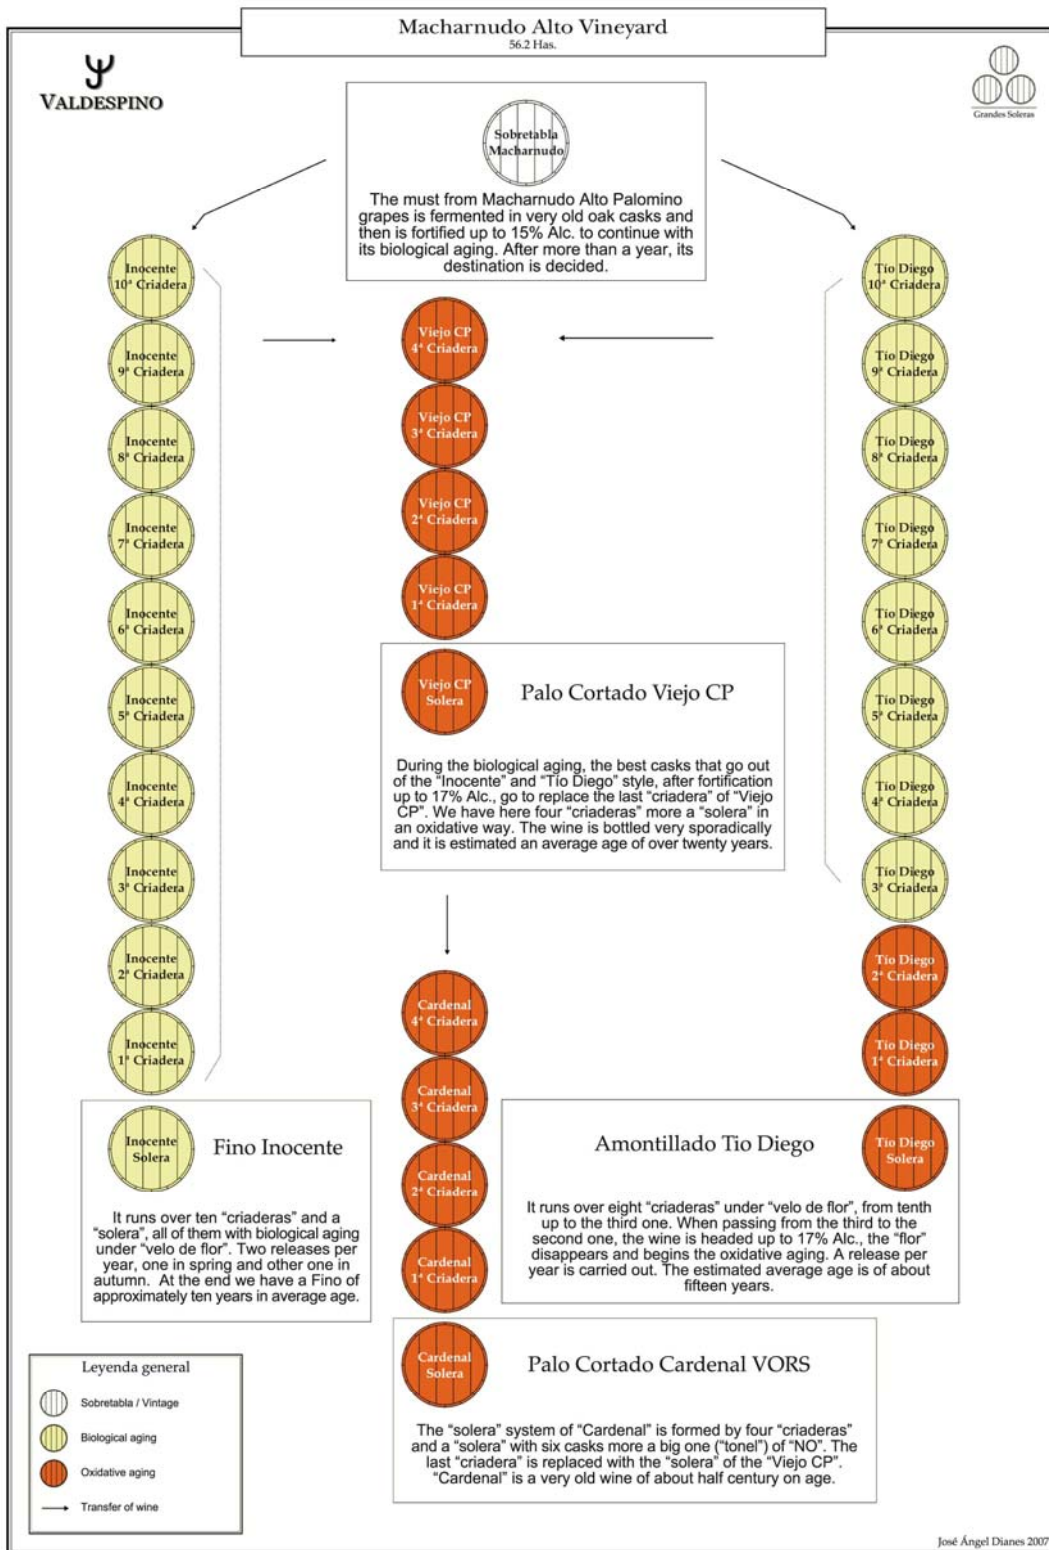 Macharnudo Alto Vineyard
56.2 Has.
VALDESPINO
Grandes Soleras
Sobretabla
Macharnudo
The must from Macharnudo Alto Palomino
grapes is fermented in very old oak casks and
then is fortified up to 15% Alc. to continue with
its biological aging. After more than a year, its
destination is decided.
Inocente
10ª Criadera
Inocente
9ª Criadera
Inocente
8ª Criadera
Inocente
7ª Criadera
Inocente
6ª Criadera
Inocente
5ª Criadera
Inocente
4ª Criadera
Inocente
3ª Criadera
Inocente
2ª Criadera
Inocente
1ª Criadera
Inocente
Solera
Fino Inocente
It runs over ten “criaderas” and a
“solera”, all of them with biological aging
under “velo de flor”. Two releases per
year, one in spring and other one in
autumn. At the end we have a Fino of
approximately ten years in average age.
Viejo CP
4ª Criadera
Viejo CP
3ª Criadera
Viejo CP
2ª Criadera
Viejo CP
1ª Criadera
Viejo CP
Solera
Palo Cortado Viejo CP
During the biological aging, the best casks that go out
of the “Inocente” and “Tío Diego” style, after fortification
up to 17% Alc., go to replace the last “criadera” of “Viejo
CP”. We have here four “criaderas” more a “solera” in
an oxidative way. The wine is bottled very sporadically
and it is estimated an average age of over twenty years.
Tío Diego
10ª Criadera
Tío Diego
9ª Criadera
Tío Diego
8ª Criadera
Tío Diego
7ª Criadera
Tío Diego
6ª Criadera
Tío Diego
5ª Criadera
Tío Diego
4ª Criadera
Tío Diego
3ª Criadera
Tío Diego
2ª Criadera
Tío Diego
1ª Criadera
Amontillado Tio Diego
Tío Diego
Solera
It runs over eight “criaderas” under “velo de flor”, from tenth
up to the third one. When passing from the third to the
second one, the wine is headed up to 17% Alc., the “flor”
disappears and begins the oxidative aging. A release per
year is carried out. The estimated average age is of about
fifteen years.
Cardenal
4ª Criadera
Cardenal
3ª Criadera
Cardenal
2ª Criadera
Cardenal
1ª Criadera
Cardenal
Solera
Palo Cortado Cardenal VORS
The “solera” system of “Cardenal” is formed by four “criaderas”
and a “solera” with six casks more a big one (“tonel”) of “NO”. The
last “criadera” is replaced with the “solera” of the “Viejo CP”.
“Cardenal” is a very old wine of about half century on age.
Leyenda general
Sobretabla / Vintage
Biological aging
Oxidative aging
Transfer of wine
José Ángel Dianes 2007